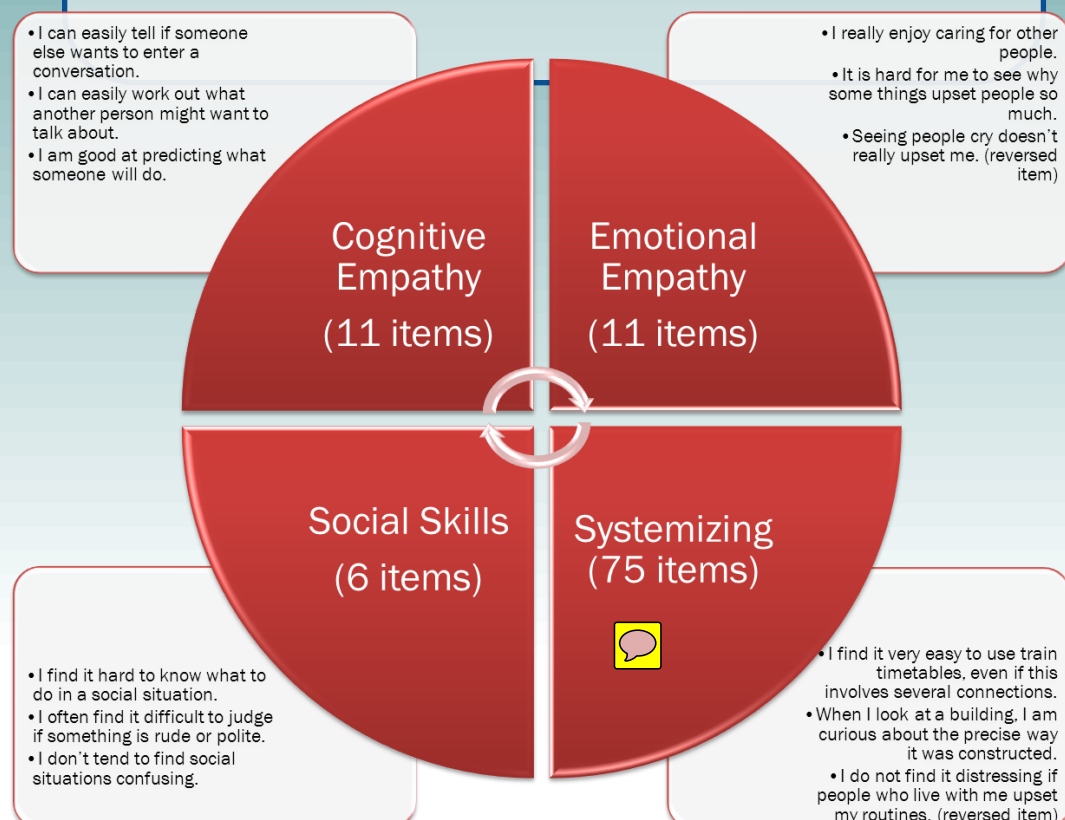 •I can easily tell if someone
else wants to enter a
conversation.
•I can easily work out what
another person might want to
talk about.
•I am good at predicting what
someone will do.
•I really enjoy caring for other
people.
•It is hard for me to see why
some things upset people so
much.
•Seeing people cry doesn't
really upset me. (reversed
item)
Cognitive
Empathy
(11 items)
Emotional
Empathy
(11 items)
Social Skills
(6 items)
Systemizing
(75 items)
•I find it hard to know what to
do in a social situation.
•I often find it difficult to judge
if something is rude or polite.
•I don't tend to find social
situations confusing.
•I find it very easy to use train
timetables, even if this
involves several connections.
•When I look at a building, I am
curious about the precise way
it was constructed.
•I do not find it distressing if
people who live with me upset
my routines. (reversed item)